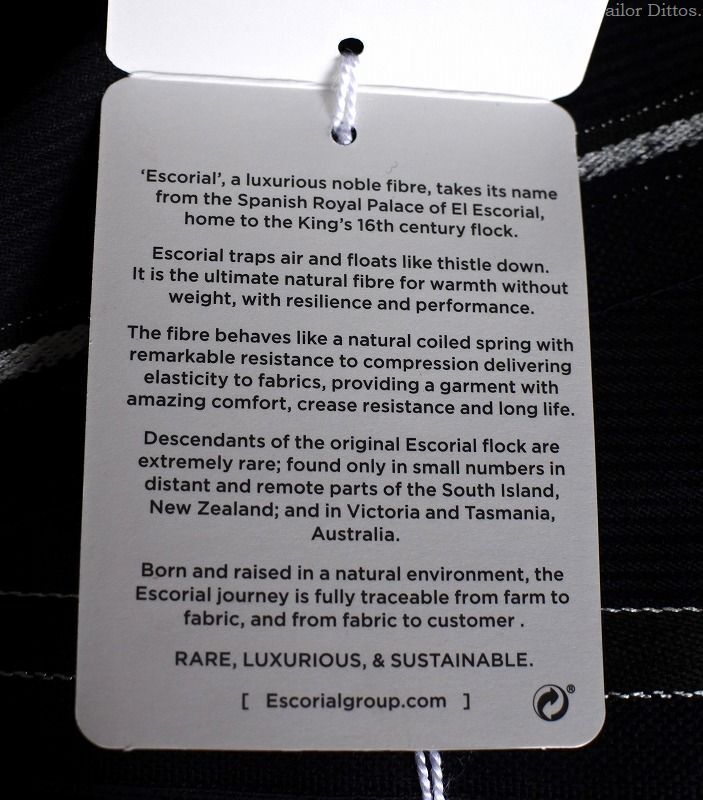 ailor Dittos.
‘Escorial’, a luxurious noble fibre, takes its name
from the Spanish Royal Palace of El Escorial,
home to the King’s 16th century flock.
Escorial traps air and floats like thistle down.
It is the ultimate natural fibre for warmth without
weight, with resilience and performance.
The fibre behaves like a natural coiled spring with
remarkable resistance to compression delivering
elasticity to fabrics, providing a garment with
amazing comfort, crease resistance and long life.
Descendants of the original Escorial flock are
extremely rare; found only in small numbers in
distant and remote parts of the South Island,
New Zealand; and in Victoria and Tasmania,
Australia.
Born and raised in a natural environment, the
Escorial journey is fully traceable from farm to
fabric, and from fabric to customer .
RARE, LUXURIOUS, & SUSTAINABLE.
[ Escorialgroup.com ]
®